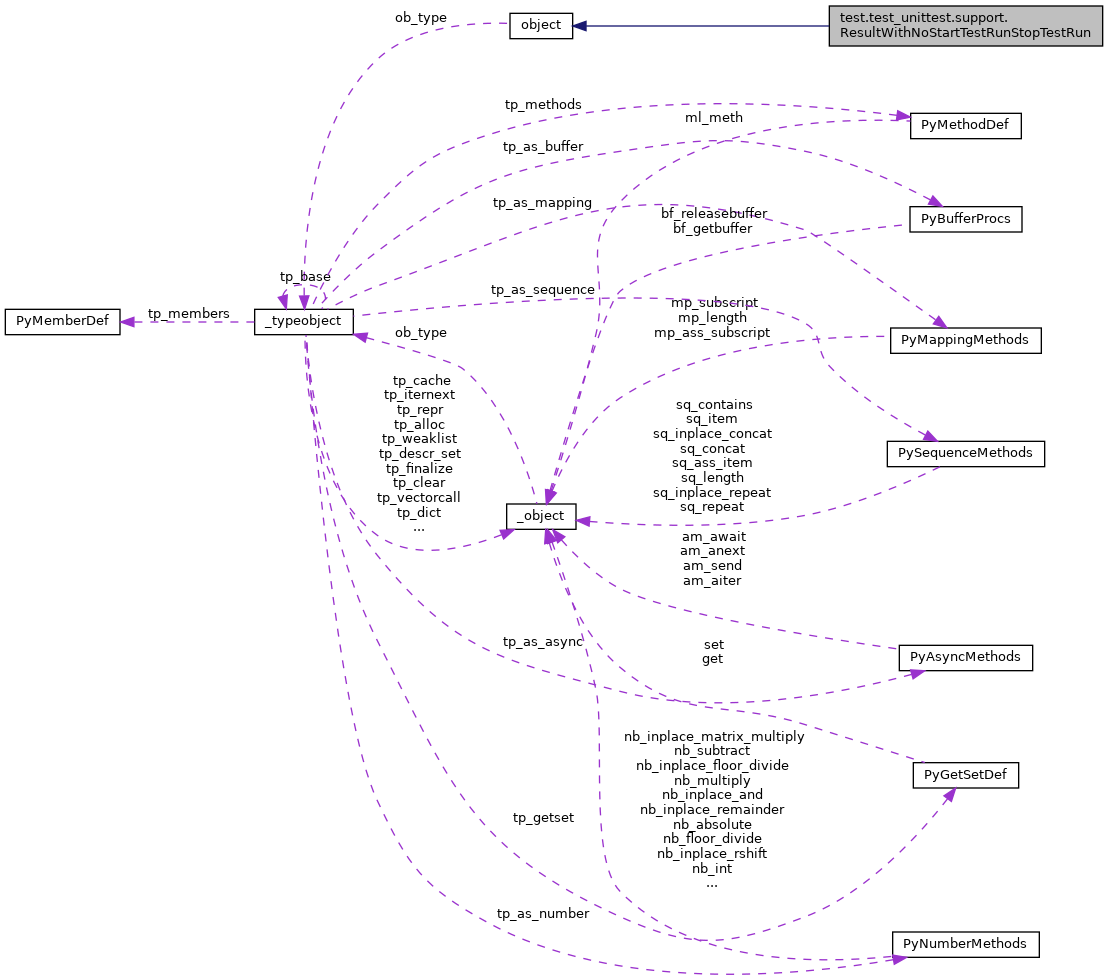 ob_type
object
test.test_unittest.support.
ResultWithNoStartTestRunStopTestRun
tp_methods
ml_meth
PyMethodDef
tp_as_buffer
tp_as_mapping
bf_releasebuffer
bf_getbuffer
PyBufferProcs
tp_base
tp_as_sequence
mp_subscript
mp_length
mp_ass_subscript
PyMemberDef
tp_members
_typeobject
ob_type
PyMappingMethods
tp_cache
tp_iternext
tp_repr
tp_alloc
tp_weaklist
tp_descr_set
tp_finalize
tp_clear
tp_vectorcall
tp_dict
...
sq_contains
sq_item
sq_inplace_concat
sq_concat
sq_ass_item
sq_length
sq_inplace_repeat
sq_repeat
PySequenceMethods
_object
am_await
am_anext
am_send
am_aiter
tp_as_async
set
get
PyAsyncMethods
nb_inplace_matrix_multiply
nb_subtract
nb_inplace_floor_divide
nb_multiply
nb_inplace_and
nb_inplace_remainder
nb_absolute
nb_floor_divide
nb_inplace_rshift
nb_int
...
PyGetSetDef
tp_getset
tp_as_number
PyNumberMethods